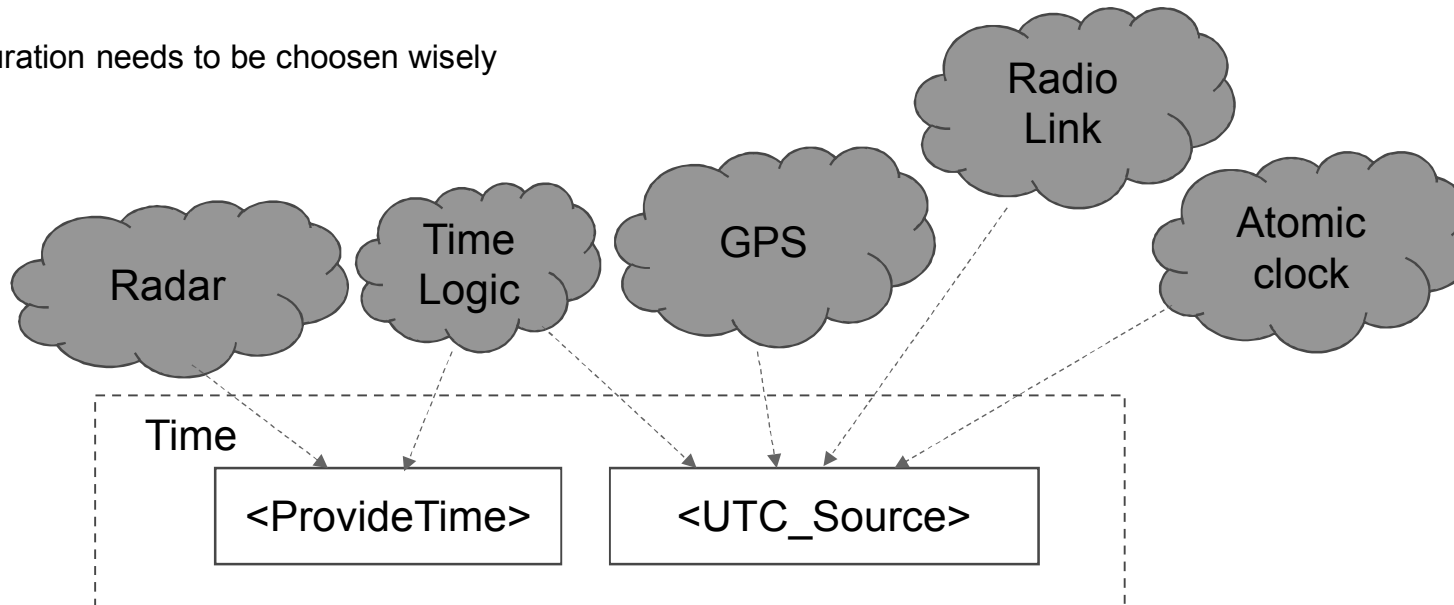 uration needs to be choosen wisely
Radio
Link
Radar
Time
Logic
GPS
Atomic
clock
Time
<ProvideTime>
<UTC_Source>